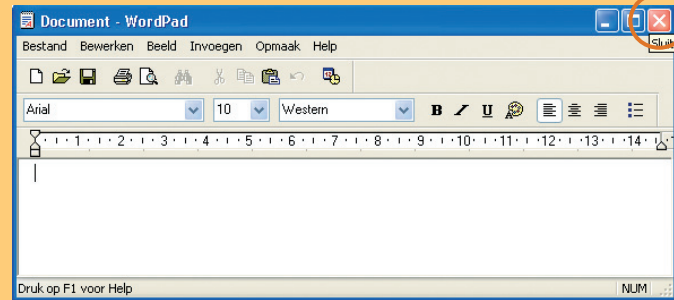 Document - WordPad
Bestand Bewerken Beeld Invoegen Opmaak Help
Arial 10 Western B / U
1 2 3 4 5 6 7 8 9 10 11 12 13 14
Druk op F1 voor Help NUM